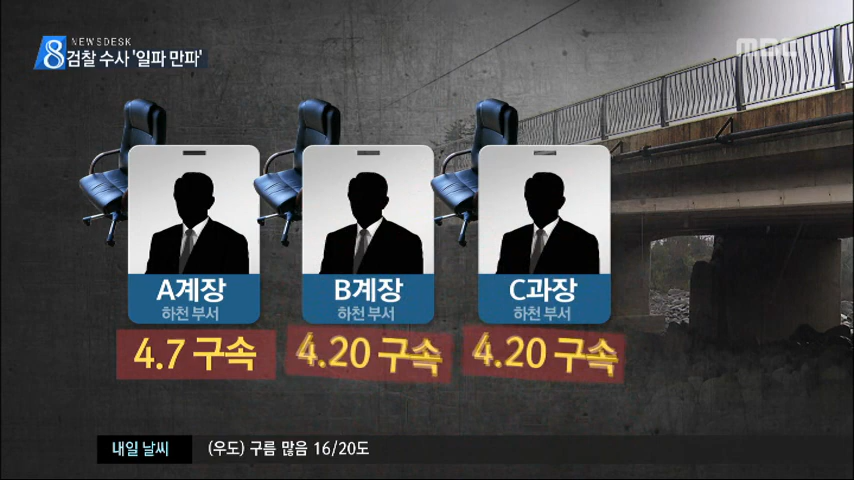 NEWSDESK
8 검찰 수사 '일파 만파'
MBC
A계장
하천 부서
4.7 구속
B계장
하천 부서
4.20 구속
C과장
하천 부서
4.20 구속
내일 날씨 (우도) 구름 많음 16/20도